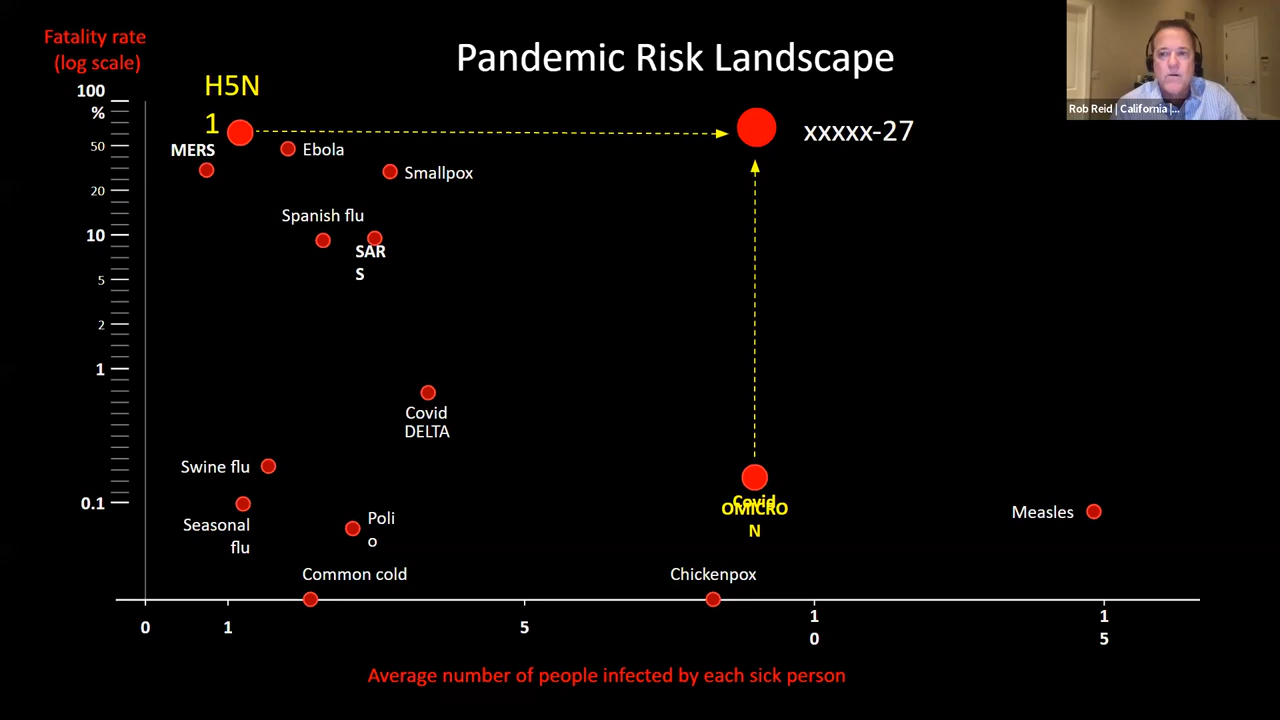 Fatality rate
(log scale)
Pandemic Risk Landscape
Rob Reid | California |...
100
%
H5N
1
xxxxx-27
50
MERS
Ebola
Smallpox
20
Spanish flu
10
SAR
S
5
2
1
Covid
DELTA
Swine flu
0.1
Seasonal
flu
Poli
o
Covid
OMICRO
N
Measles
Common cold
Chickenpox
0
1
5
1
0
1
5
Average number of people infected by each sick person